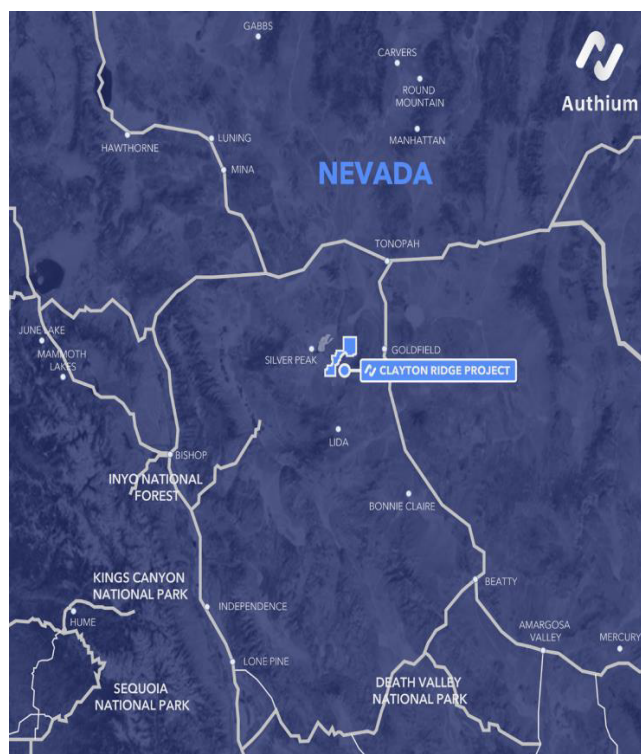 GABBS
CARVERS
ROUND
MOUNTAIN
Authium
HAWTHORNE
LUNING
MANHATTAN
MINA
NEVADA
TONOPAH
JUNE LAKE
MAMMOTH
LAKES
SILVER PEAK
GOLDFIELD
CLAYTON RIDGE PROJECT
LIDA
BISHOP
INYO NATIONAL
FOREST
BONNIE CLAIRE
KINGS CANYON
NATIONAL PARK
BEATTY
HUME
INDEPENDENCE
AMARGOSA
VALLEY
MERCURY
LONE PINE
SEQUOIA
NATIONAL PARK
DEATH VALLEY
NATIONAL PARK